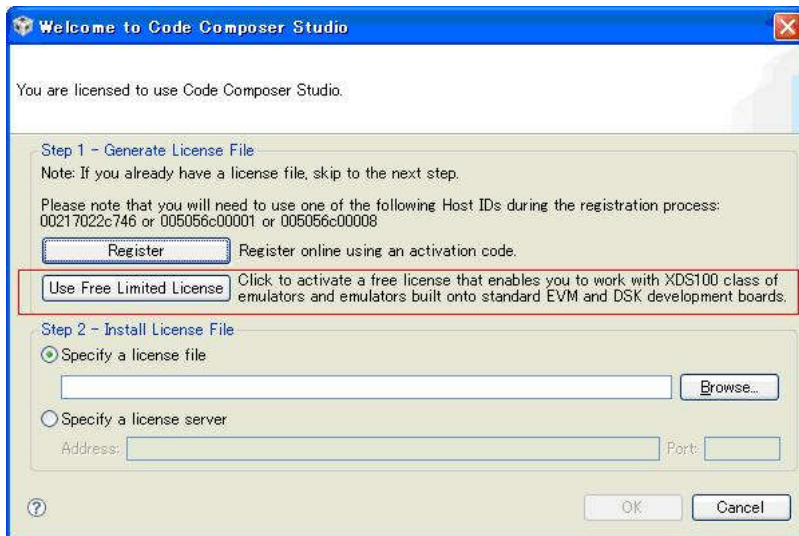 Welcome to Code Composer Studio
You are licensed to use Code Composer Studio.
Step 1 - Generate License File
Note: If you already have a license file, skip to the next step.
Please note that you will need to use one of the following Host IDs during the registration process:
00217022c746 or 005056c00001 or 005056c00008
Register
Register online using an activation code.
Use Free Limited License
Click to activate a free license that enables you to work with XDS100 class of
emulators and emulators built onto standard EVM and DSK development boards.
Step 2 - Install License File
Specify a license file
Browse...
Specify a license server
Address:
Port:
?
OK
Cancel